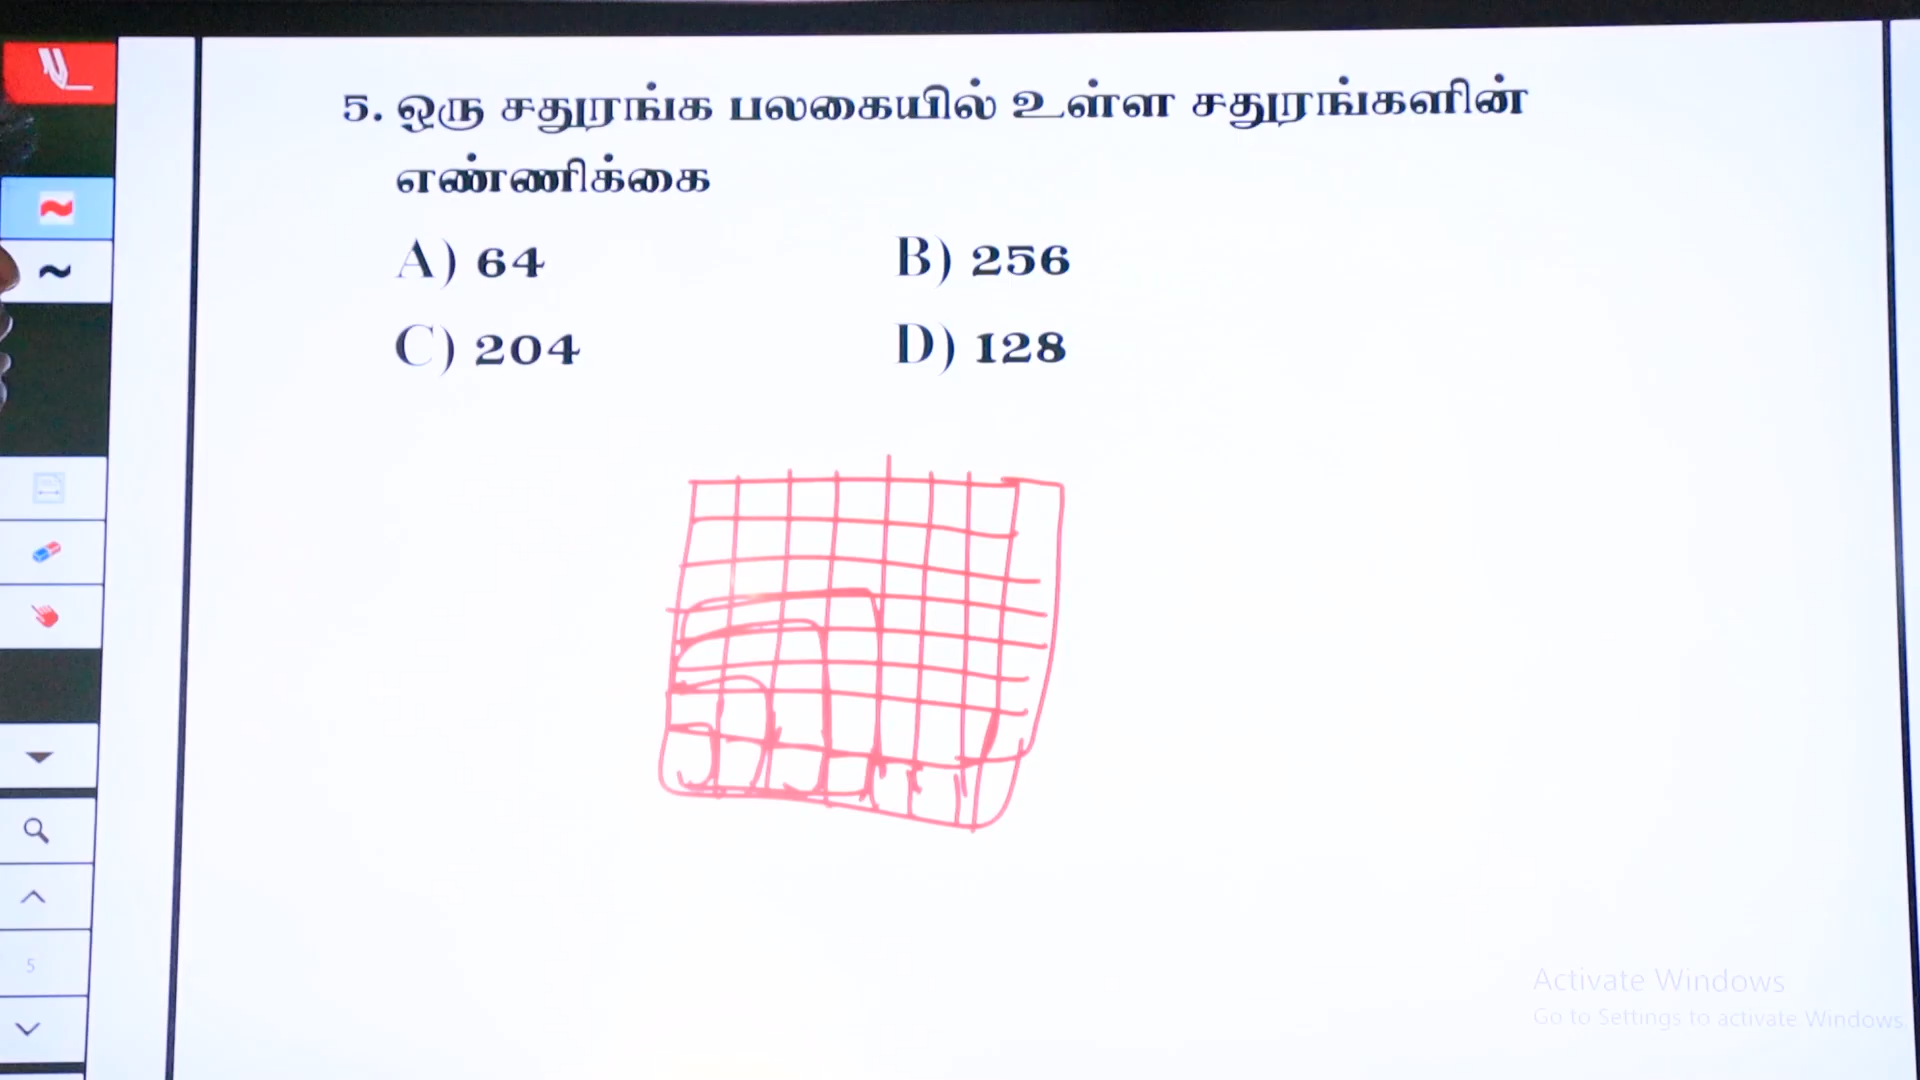 5. ஒரு சதுரங்க பலகையில் உள்ள சதுரங்களின்
எண்ணிக்கை
A) 64 B) 256
C) 204 D) 128
5
Activate Windows
Go to Settings to activate Windows.